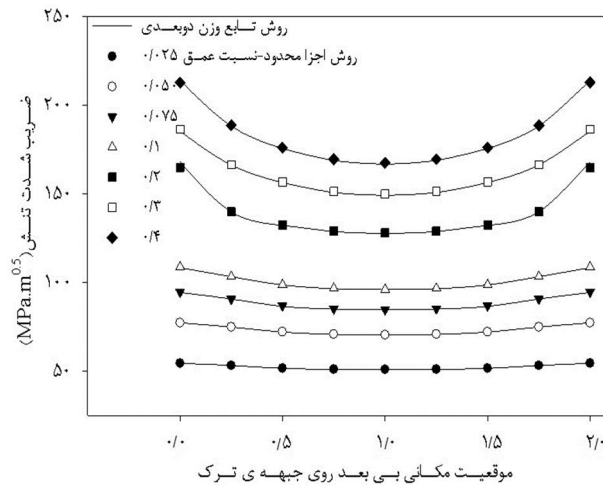 ۲۵۰
۲۰۰
۱۵۰
۱۰۰
۵۰
ضریب شدت تنش (MPa.m^0.5)
روش تابع وزن دوبعدی
روش اجزا محدود-نسبت عمق ۰/۰۲۵
۰/۰۵۰
۰/۰۷۵
۰/۱
۰/۲
۰/۳
۰/۴
۰/۰ ۰/۵ ۱/۰ ۱/۵ ۲/۰
موقعیت مکانی بی بعد روی جبهه ی ترک